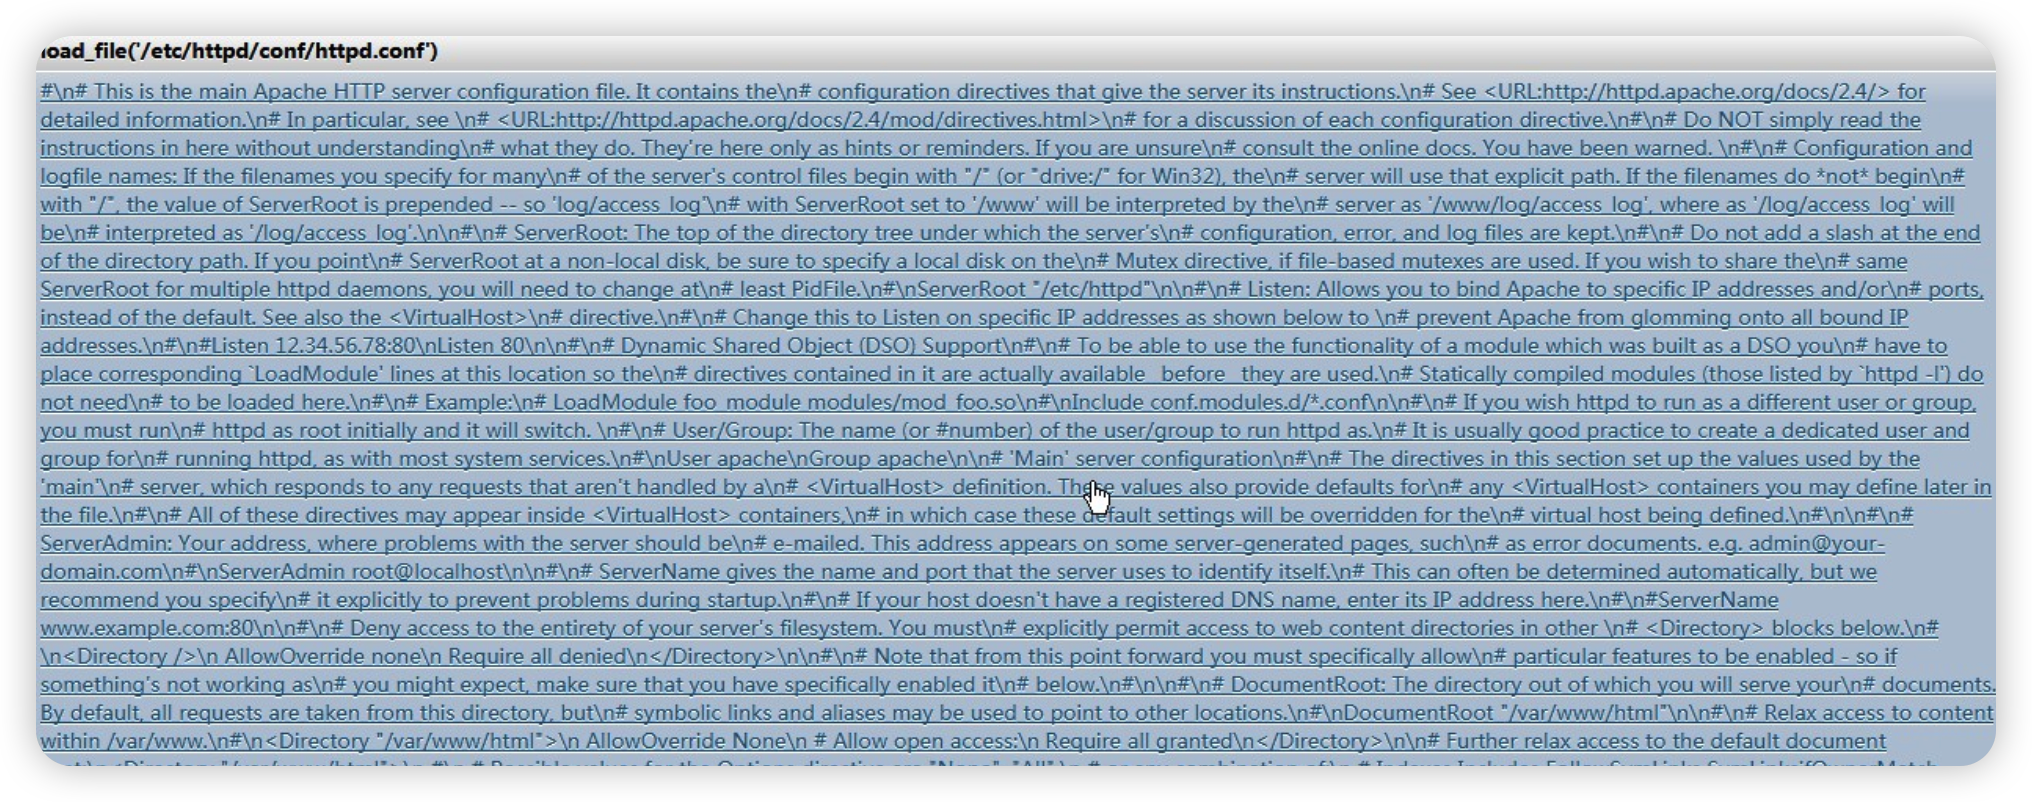 load_file('/etc/httpd/conf/httpd.conf')
#\n# This is the main Apache HTTP server configuration file. It contains the\n# configuration directives that give the server its instructions.\n# See <URL:http://httpd.apache.org/docs/2.4/> for
detailed information.\n# In particular, see \n# <URL:http://httpd.apache.org/docs/2.4/mod/directives.html>\n# for a discussion of each configuration directive.\n#\n# Do NOT simply read the
instructions in here without understanding\n# what they do. They're here only as hints or reminders. If you are unsure\n# consult the online docs. You have been warned. \n#\n# Configuration and
logfile names: If the filenames you specify for many\n# of the server's control files begin with "/" (or "drive:/" for Win32), the\n# server will use that explicit path. If the filenames do *not* begin\n#
with "/", the value of ServerRoot is prepended -- so 'log/access_log'\n# with ServerRoot set to '/www' will be interpreted by the\n# server as '/www/log/access_log', where as '/log/access_log' will
be\n# interpreted as '/log/access_log'.\n\n#\n# ServerRoot: The top of the directory tree under which the server's\n# configuration, error, and log files are kept.\n#\n# Do not add a slash at the end
of the directory path. If you point\n# ServerRoot at a non-local disk, be sure to specify a local disk on the\n# Mutex directive, if file-based mutexes are used. If you wish to share the\n# same
ServerRoot for multiple httpd daemons, you will need to change at\n# least PidFile.\n#\nServerRoot "/etc/httpd"\n\n#\n# Listen: Allows you to bind Apache to specific IP addresses and/or\n# ports,
instead of the default. See also the <VirtualHost>\n# directive.\n#\n# Change this to Listen on specific IP addresses as shown below to \n# prevent Apache from glomming onto all bound IP
addresses.\n#\n#Listen 12.34.56.78:80\nListen 80\n\n#\n# Dynamic Shared Object (DSO) Support\n#\n# To be able to use the functionality of a module which was built as a DSO you\n# have to
place corresponding `LoadModule' lines at this location so the\n# directives contained in it are actually available _before_ they are used.\n# Statically compiled modules (those listed by `httpd -l') do
not need\n# to be loaded here.\n#\n# Example:\n# LoadModule foo_module modules/mod_foo.so\n#\nInclude conf.modules.d/*.conf\n\n#\n# If you wish httpd to run as a different user or group,
you must run\n# httpd as root initially and it will switch. \n#\n# User/Group: The name (or #number) of the user/group to run httpd as.\n# It is usually good practice to create a dedicated user and
group for\n# running httpd, as with most system services.\n#\nUser apache\nGroup apache\n\n# 'Main' server configuration\n#\n# The directives in this section set up the values used by the
'main'\n# server, which responds to any requests that aren't handled by a\n# <VirtualHost> definition. These values also provide defaults for\n# any <VirtualHost> containers you may define later in
the file.\n#\n# All of these directives may appear inside <VirtualHost> containers,\n# in which case these default settings will be overridden for the\n# virtual host being defined.\n#\n\n#\n#
ServerAdmin: Your address, where problems with the server should be\n# e-mailed. This address appears on some server-generated pages, such\n# as error documents. e.g. admin@your-
domain.com\n#\nServerAdmin root@localhost\n\n#\n# ServerName gives the name and port that the server uses to identify itself.\n# This can often be determined automatically, but we
recommend you specify\n# it explicitly to prevent problems during startup.\n#\n# If your host doesn't have a registered DNS name, enter its IP address here.\n#\n#ServerName
www.example.com:80\n\n#\n# Deny access to the entirety of your server's filesystem. You must\n# explicitly permit access to web content directories in other \n# <Directory> blocks below.\n#
\n<Directory />\n AllowOverride none\n Require all denied\n</Directory>\n\n#\n# Note that from this point forward you must specifically allow\n# particular features to be enabled - so if
something's not working as\n# you might expect, make sure that you have specifically enabled it\n# below.\n#\n\n#\n# DocumentRoot: The directory out of which you will serve your\n# documents.
By default, all requests are taken from this directory, but\n# symbolic links and aliases may be used to point to other locations.\n#\nDocumentRoot "/var/www/html"\n\n#\n# Relax access to content
within /var/www.\n#\n<Directory "/var/www/html">\n AllowOverride None\n # Allow open access:\n Require all granted\n</Directory>\n\n# Further relax access to the default document